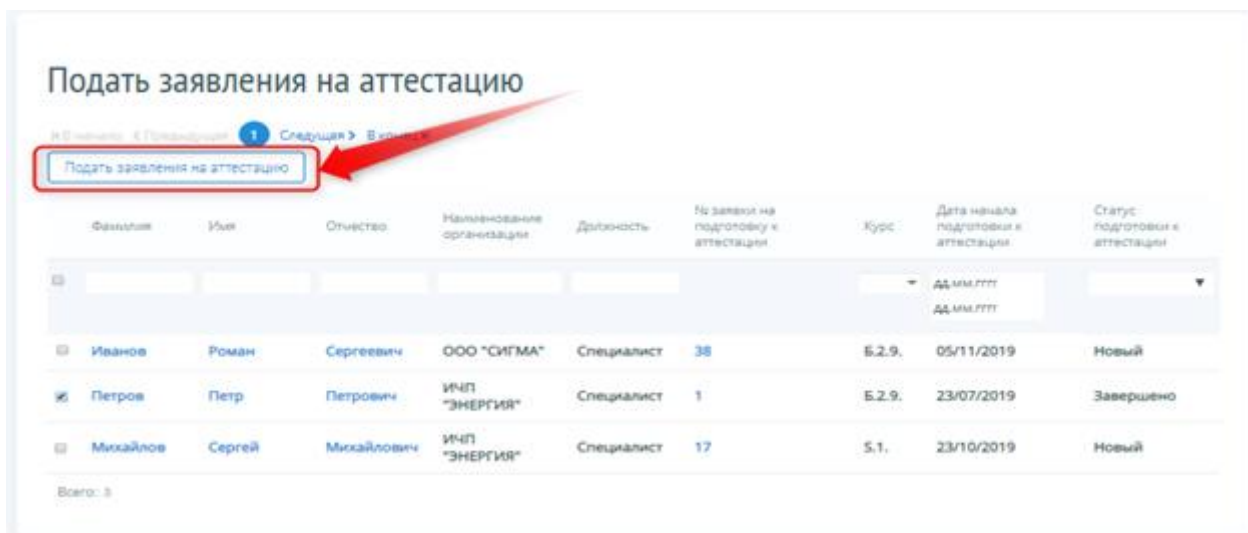 Подать заявления на аттестацию
В начало Предыдущая 1 Следущая В конец
Подать заявления на аттестацию
Фамилия Имя Отчество Наименование организации Должность № заявки на подготовку к аттестации Курс Дата начала подготовки к аттестации Статус подготовки к аттестации
дд.мм.гггг
дд.мм.гггг
Иванов Роман Сергеевич ООО "СИГМА" Специалист 38 Б.2.9. 05/11/2019 Новый
Петров Петр Петрович ИЧП "ЭНЕРГИЯ" Специалист 1 Б.2.9. 23/07/2019 Завершено
Михайлов Сергей Михайлович ИЧП "ЭНЕРГИЯ" Специалист 17 S.1. 23/10/2019 Новый
Всего: 3